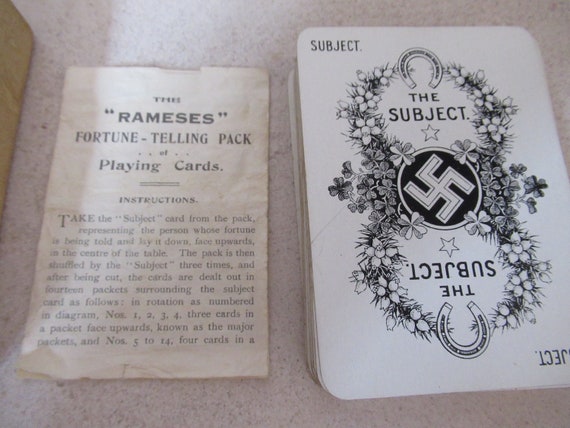 THE
"RAMESES"
FORTUNE-TELLING PACK
.. of ..
Playing Cards.
INSTRUCTIONS.
TAKE the "Subject" card from the pack,
representing the person whose fortune
is being told and lay it down, face upwards,
in the centre of the table. The pack is then
shuffled by the "Subject" three times, and
after being cut, the cards are dealt out in
fourteen packets surrounding the subject
card as follows: in rotation as numbered
in diagram, Nos. 1, 2, 3, 4, three cards in
a packet face upwards, known as the major
packets, and Nos. 5 to 14, four cards in a
SUBJECT.
THE
SUBJECT.
THE
SUBJECT.
JECT.